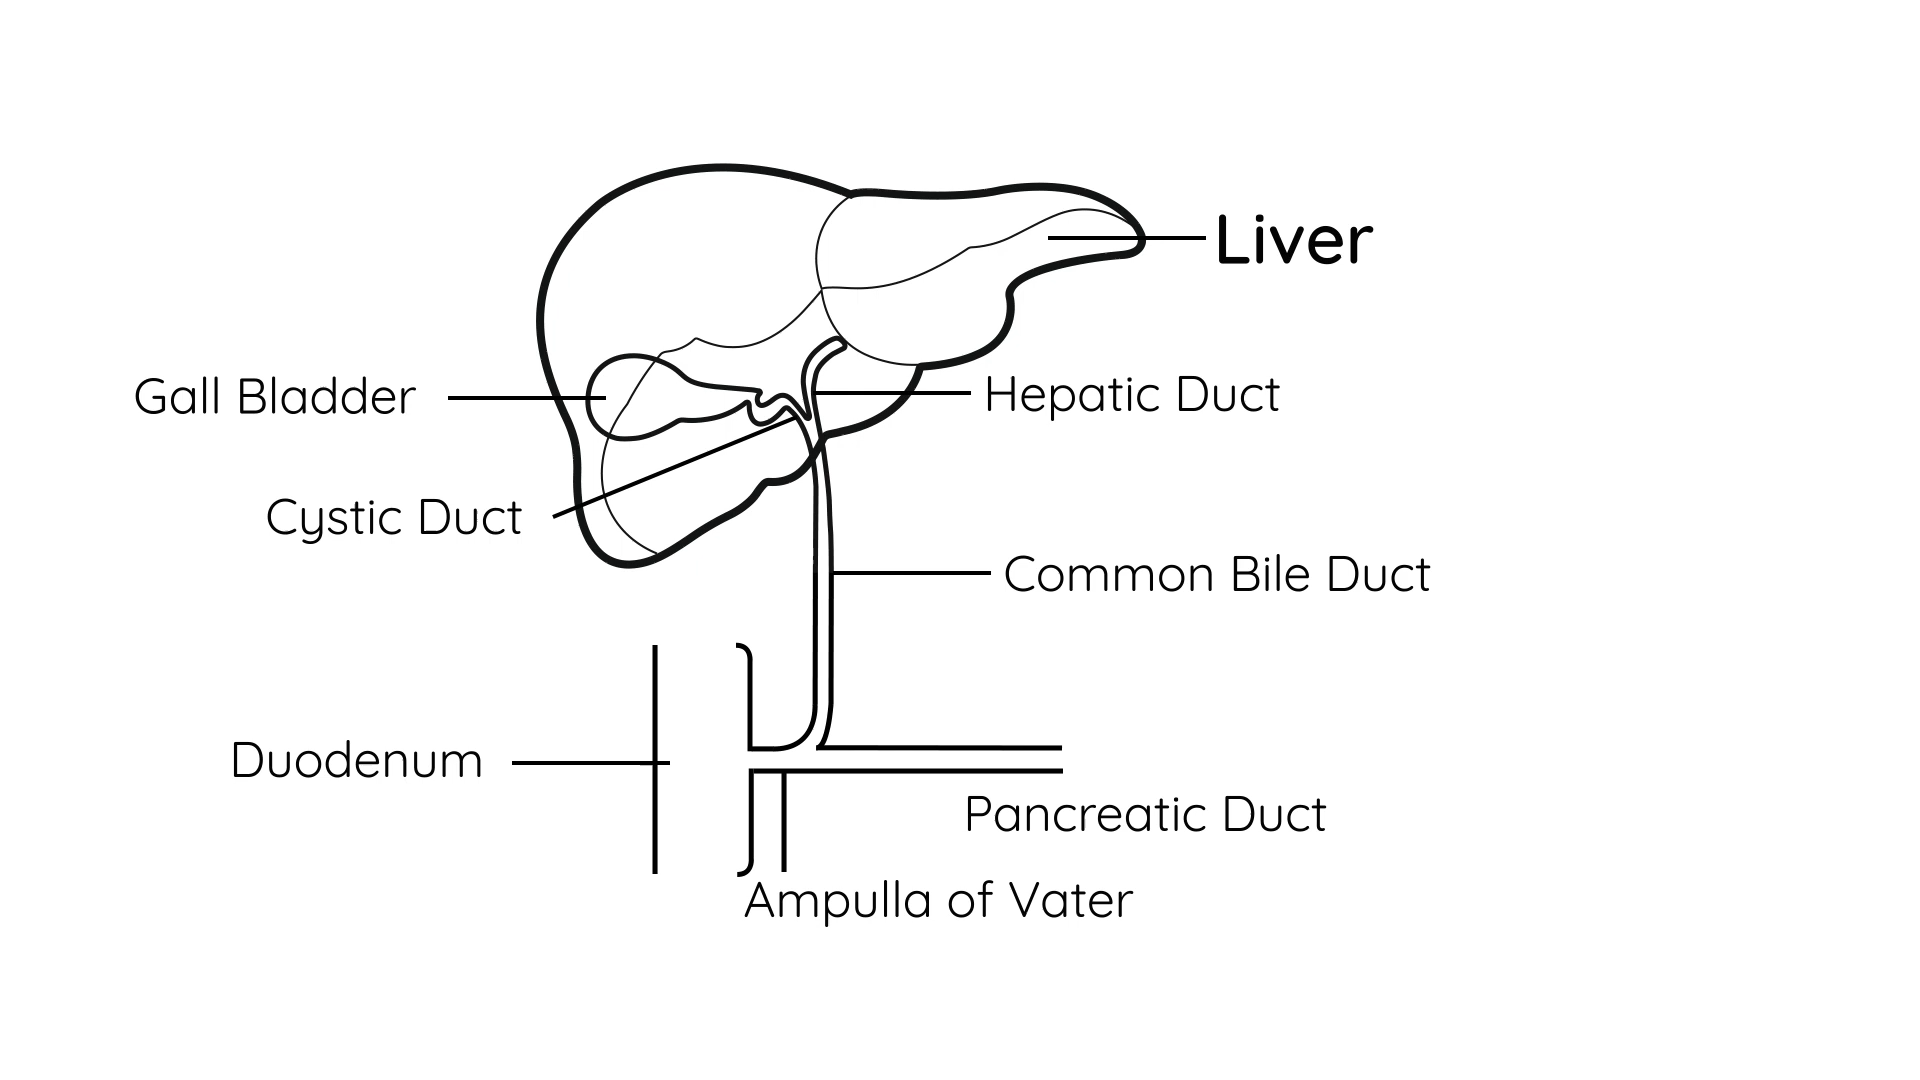 Liver
Gall Bladder
Hepatic Duct
Cystic Duct
Common Bile Duct
Duodenum
Pancreatic Duct
Ampulla of Vater